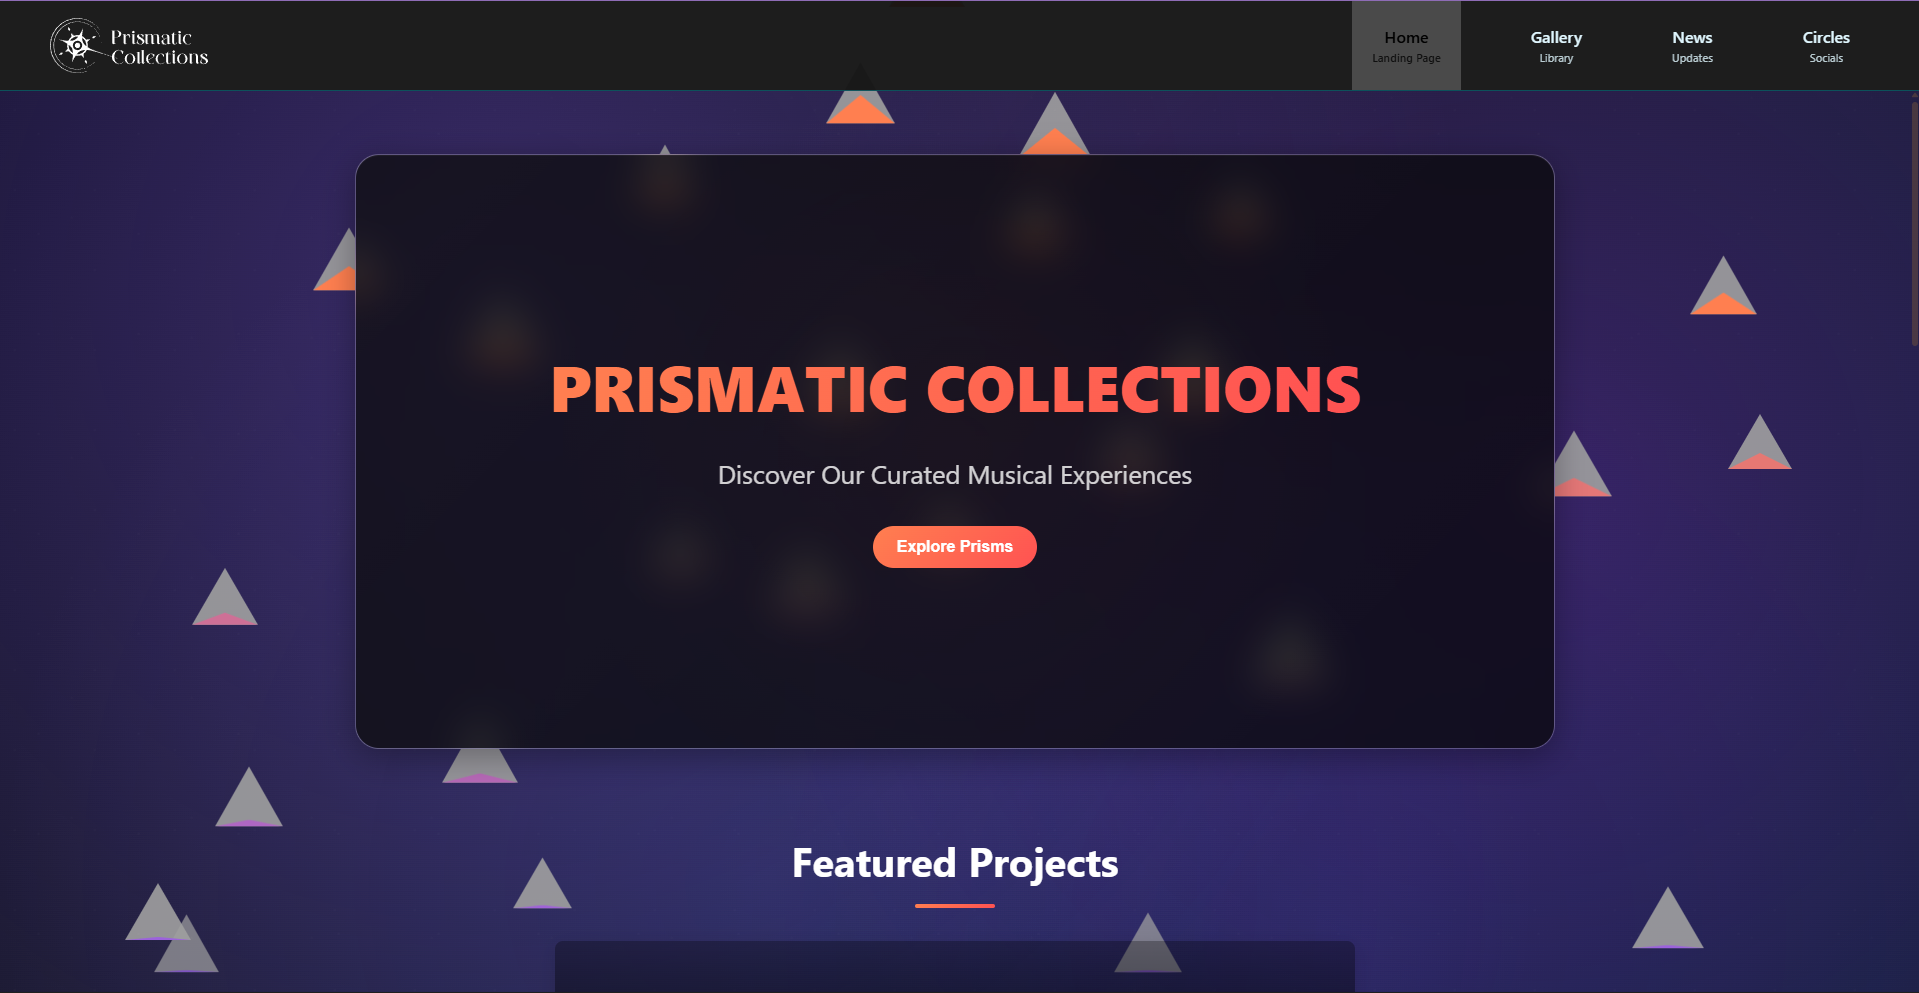 Prismatic
Collections
Home
Landing Page
Gallery
Library
News
Updates
Circles
Socials
PRISMATIC COLLECTIONS
Discover Our Curated Musical Experiences
Explore Prisms
Featured Projects